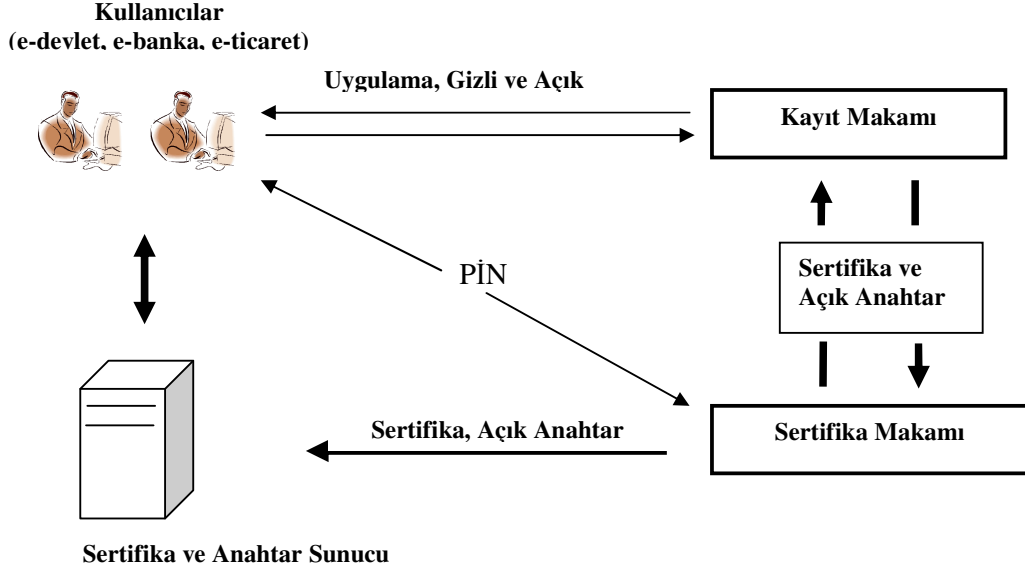 Kullanıcılar
(e-devlet, e-banka, e-ticaret)
Uygulama, Gizli ve Açık
Kayıt Makamı
PİN
Sertifika ve
Açık Anahtar
Sertifika, Açık Anahtar
Sertifika Makamı
Sertifika ve Anahtar Sunucu